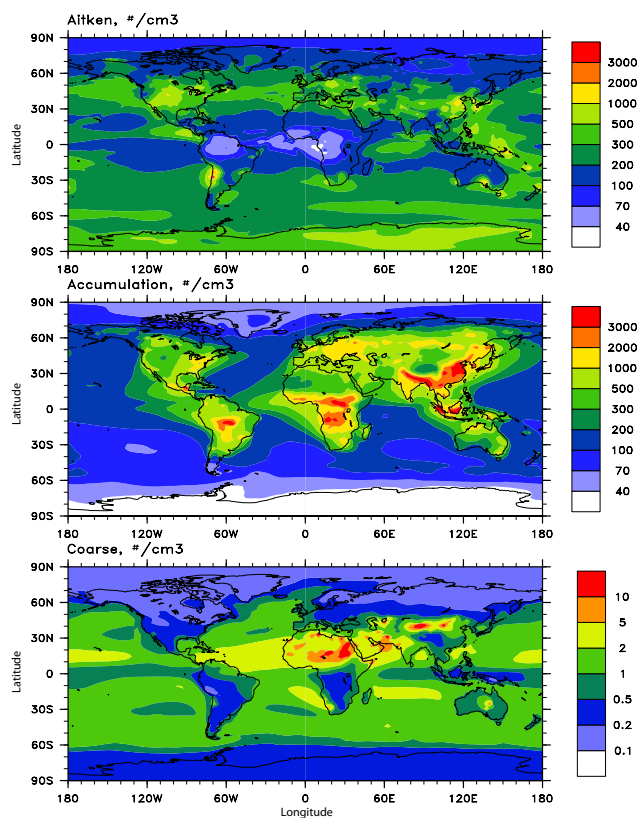 Aitken, #/cm3
90N
60N
30N
0
30S
60S
90S
Latitude
180 120W 60W 0 60E 120E 180
3000
2000
1000
500
300
200
100
70
40
Accumulation, #/cm3
90N
60N
30N
0
30S
60S
90S
Latitude
180 120W 60W 0 60E 120E 180
3000
2000
1000
500
300
200
100
70
40
Coarse, #/cm3
90N
60N
30N
0
30S
60S
90S
Latitude
180 120W 60W 0 60E 120E 180
Longitude
10
5
2
1
0.5
0.2
0.1